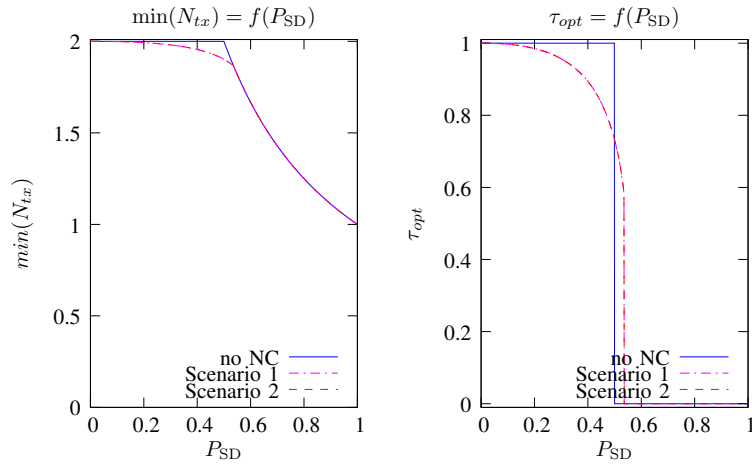 min(N_tx) = f(P_SD)
2
1.5
1
0.5
0
min(N_tx)
no NC
Scenario 1
Scenario 2
0 0.2 0.4 0.6 0.8 1
P_SD
τ_opt = f(P_SD)
1
0.8
0.6
0.4
0.2
0
τ_opt
no NC
Scenario 1
Scenario 2
0 0.2 0.4 0.6 0.8 1
P_SD